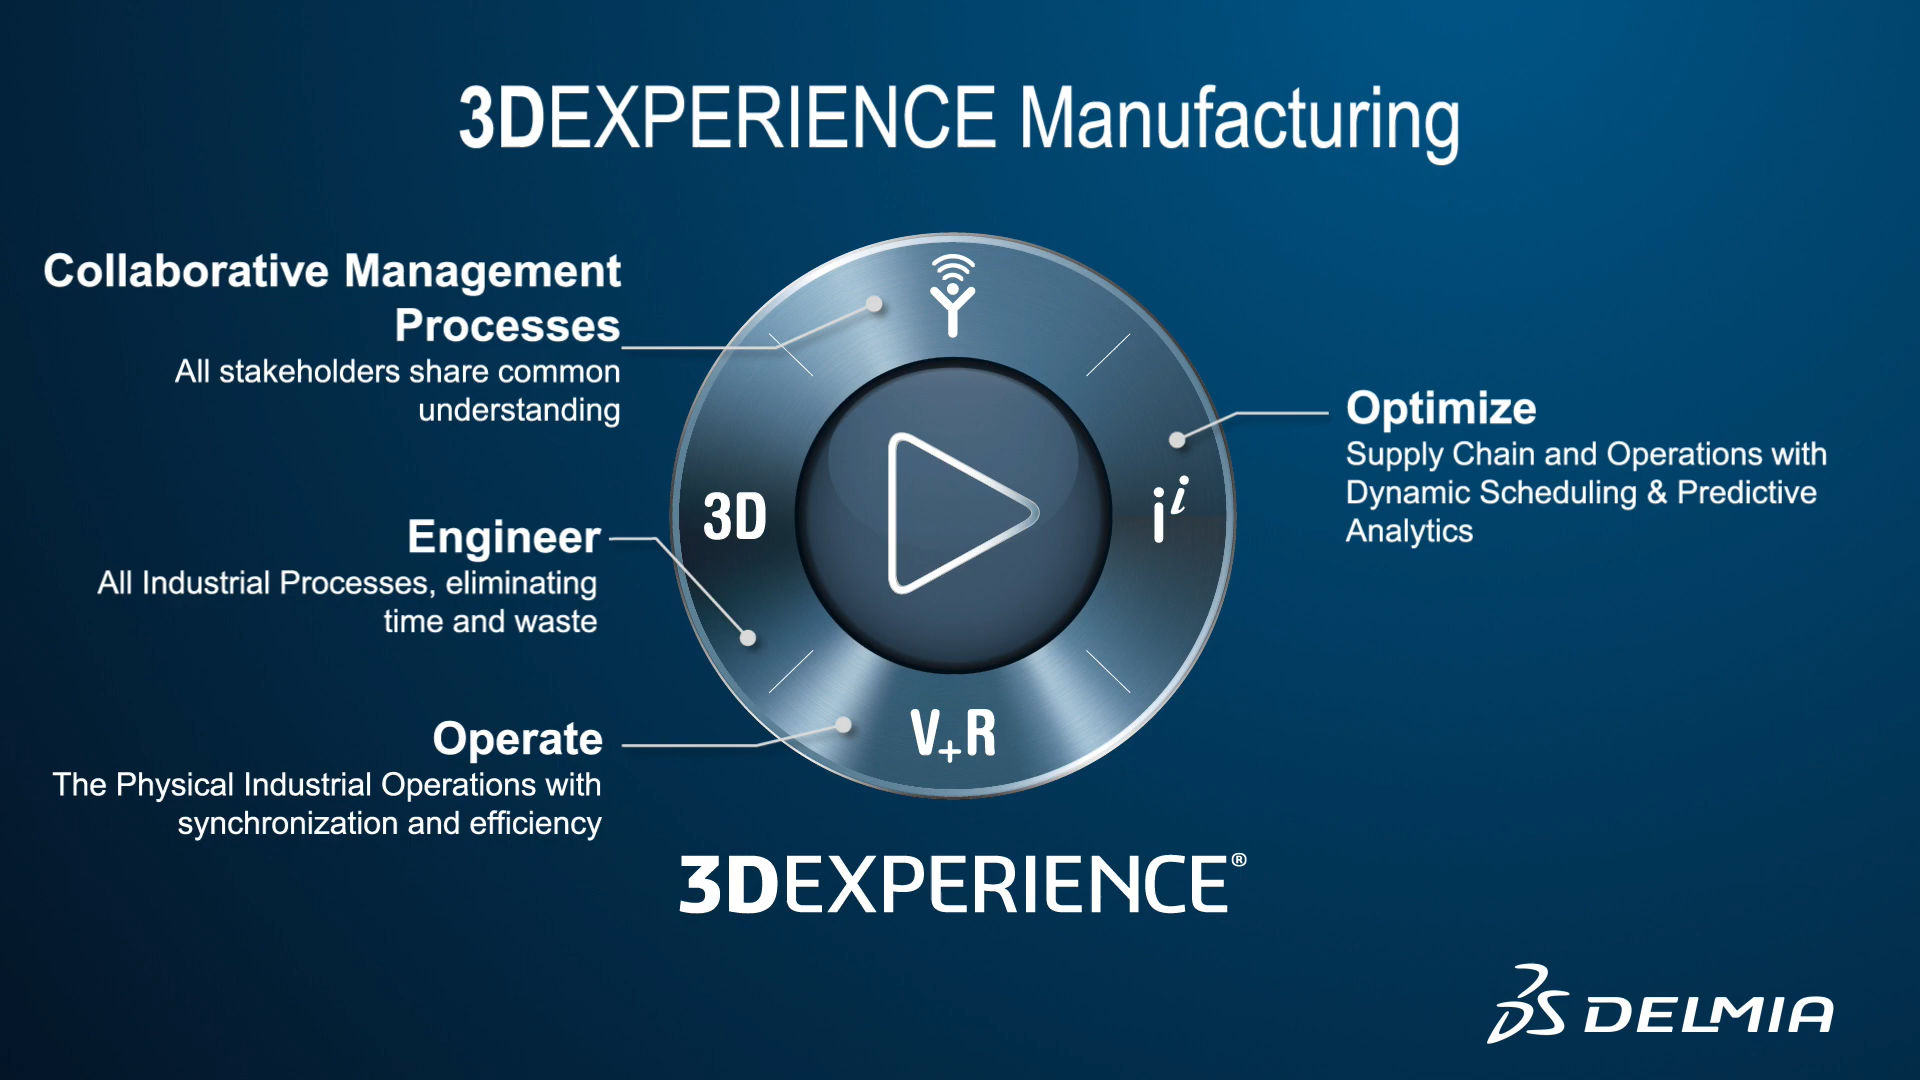 3DEXPERIENCE Manufacturing
Collaborative Management
Processes
All stakeholders share common
understanding
Engineer
All Industrial Processes, eliminating
time and waste
Operate
The Physical Industrial Operations with
synchronization and efficiency
3D
V+R
ii
Optimize
Supply Chain and Operations with
Dynamic Scheduling & Predictive
Analytics
3DEXPERIENCE®
3DS DELMIA